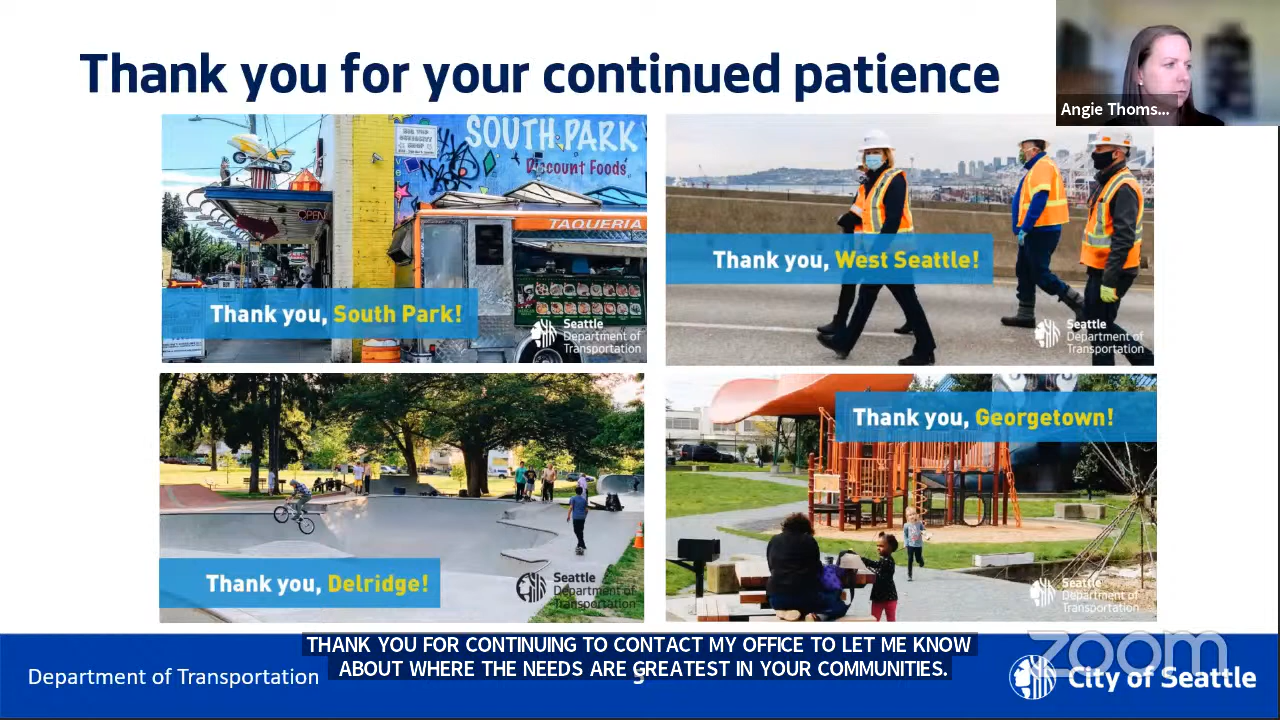 Thank you for your continued patience
Angie Thoms...
SOUTH PARK
Discount Foods
OPEN
TAQUERIA
Thank you, South Park!
Seattle
Department of
Transportation
Thank you, West Seattle!
Seattle
Department of
Transportation
Thank you, Delridge!
Seattle
Department of
Transportation
Thank you, Georgetown!
Seattle
Department of
Transportation
THANK YOU FOR CONTINUING TO CONTACT MY OFFICE TO LET ME KNOW
ABOUT WHERE THE NEEDS ARE GREATEST IN YOUR COMMUNITIES.
Department of Transportation
5
zoom
City of Seattle